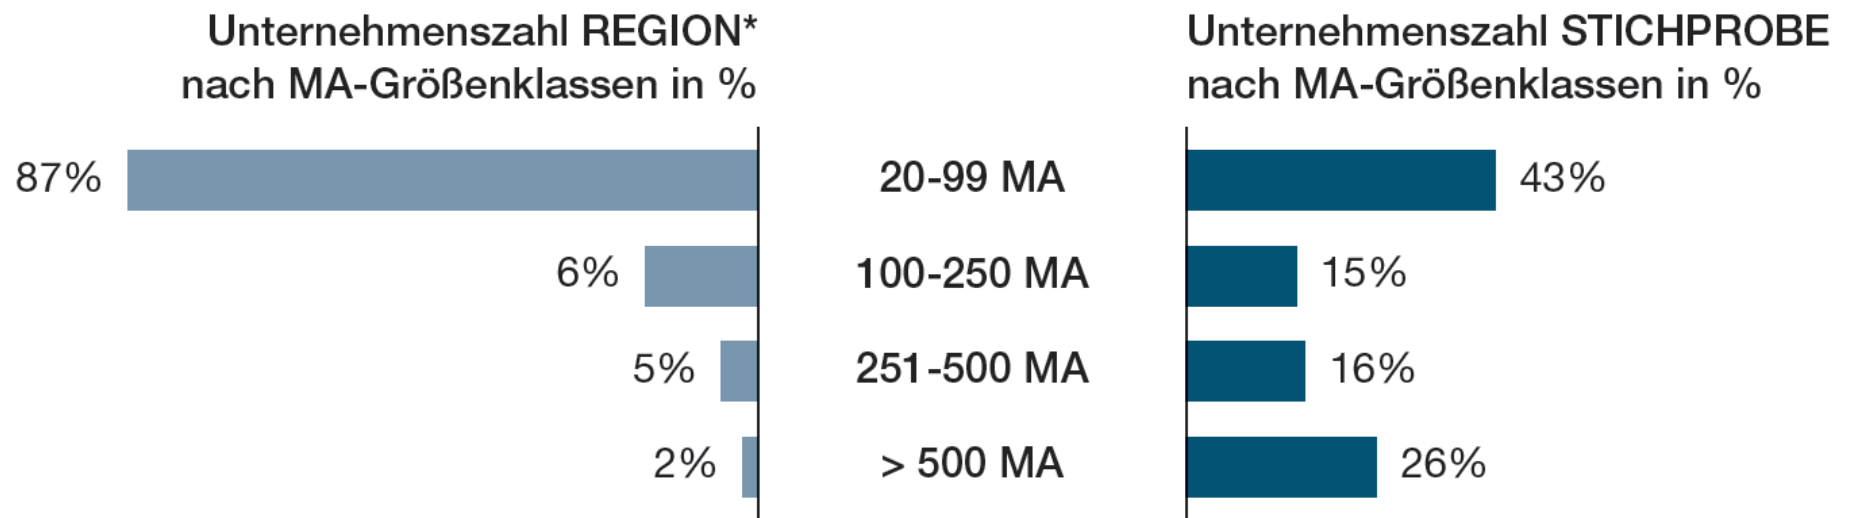 Unternehmenszahl REGION*
nach MA-Größenklassen in %
Unternehmenszahl STICHPROBE
nach MA-Größenklassen in %
87% 20-99 MA 43%
6% 100-250 MA 15%
5% 251-500 MA 16%
2% > 500 MA 26%